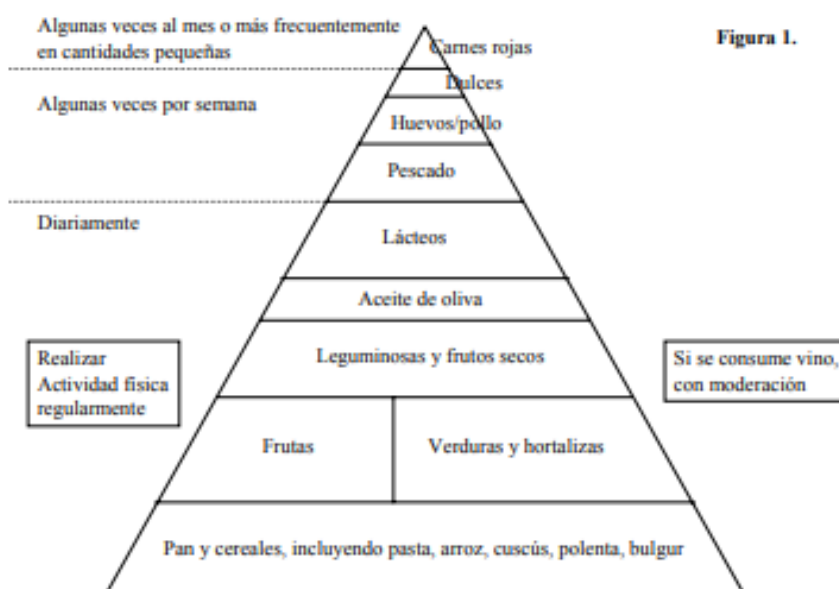 Algunas veces al mes o más frecuentemente
en cantidades pequeñas
Carnes rojas
Figura 1.
Dulces
Algunas veces por semana
Huevos/pollo
Pescado
Diariamente
Lácteos
Aceite de oliva
Leguminosas y frutos secos
Realizar
Actividad física
regularmente
Si se consume vino,
con moderación
Frutas
Verduras y hortalizas
Pan y cereales, incluyendo pasta, arroz, cuscús, polenta, bulgur